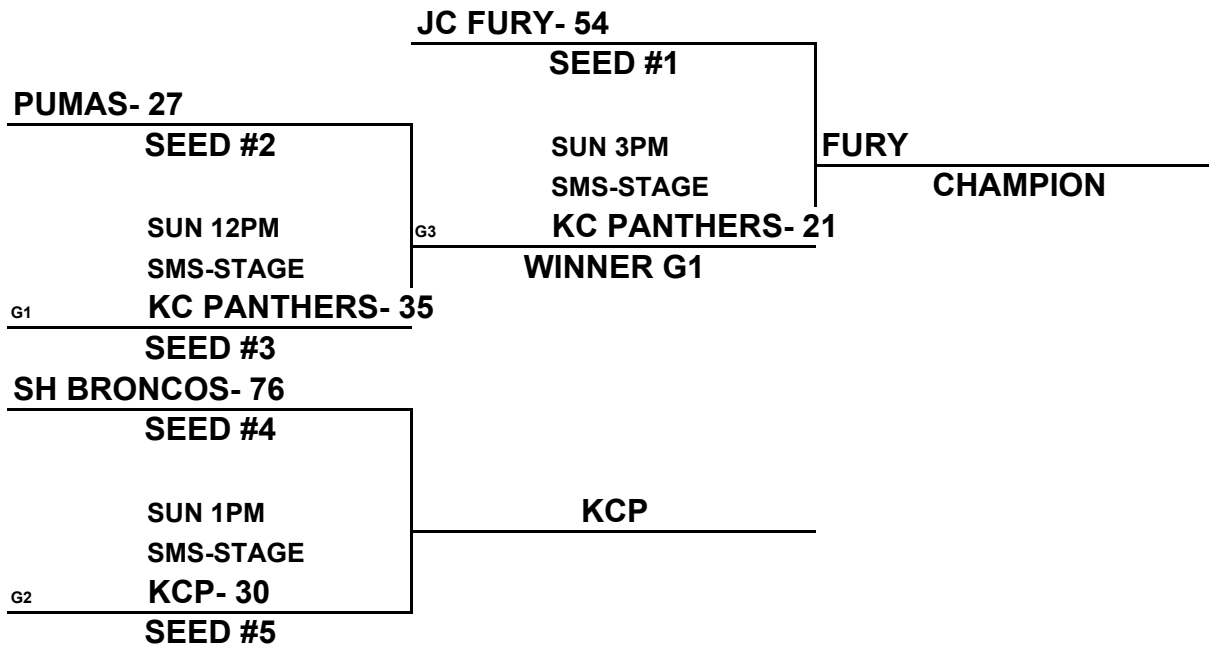 JC FURY- 54
SEED #1
PUMAS- 27
SEED #2
SUN 3PM
FURY
SMS-STAGE
CHAMPION
SUN 12PM
G3
KC PANTHERS- 21
SMS-STAGE
WINNER G1
G1
KC PANTHERS- 35
SEED #3
SH BRONCOS- 76
SEED #4
SUN 1PM
KCP
SMS-STAGE
G2
KCP- 30
SEED #5